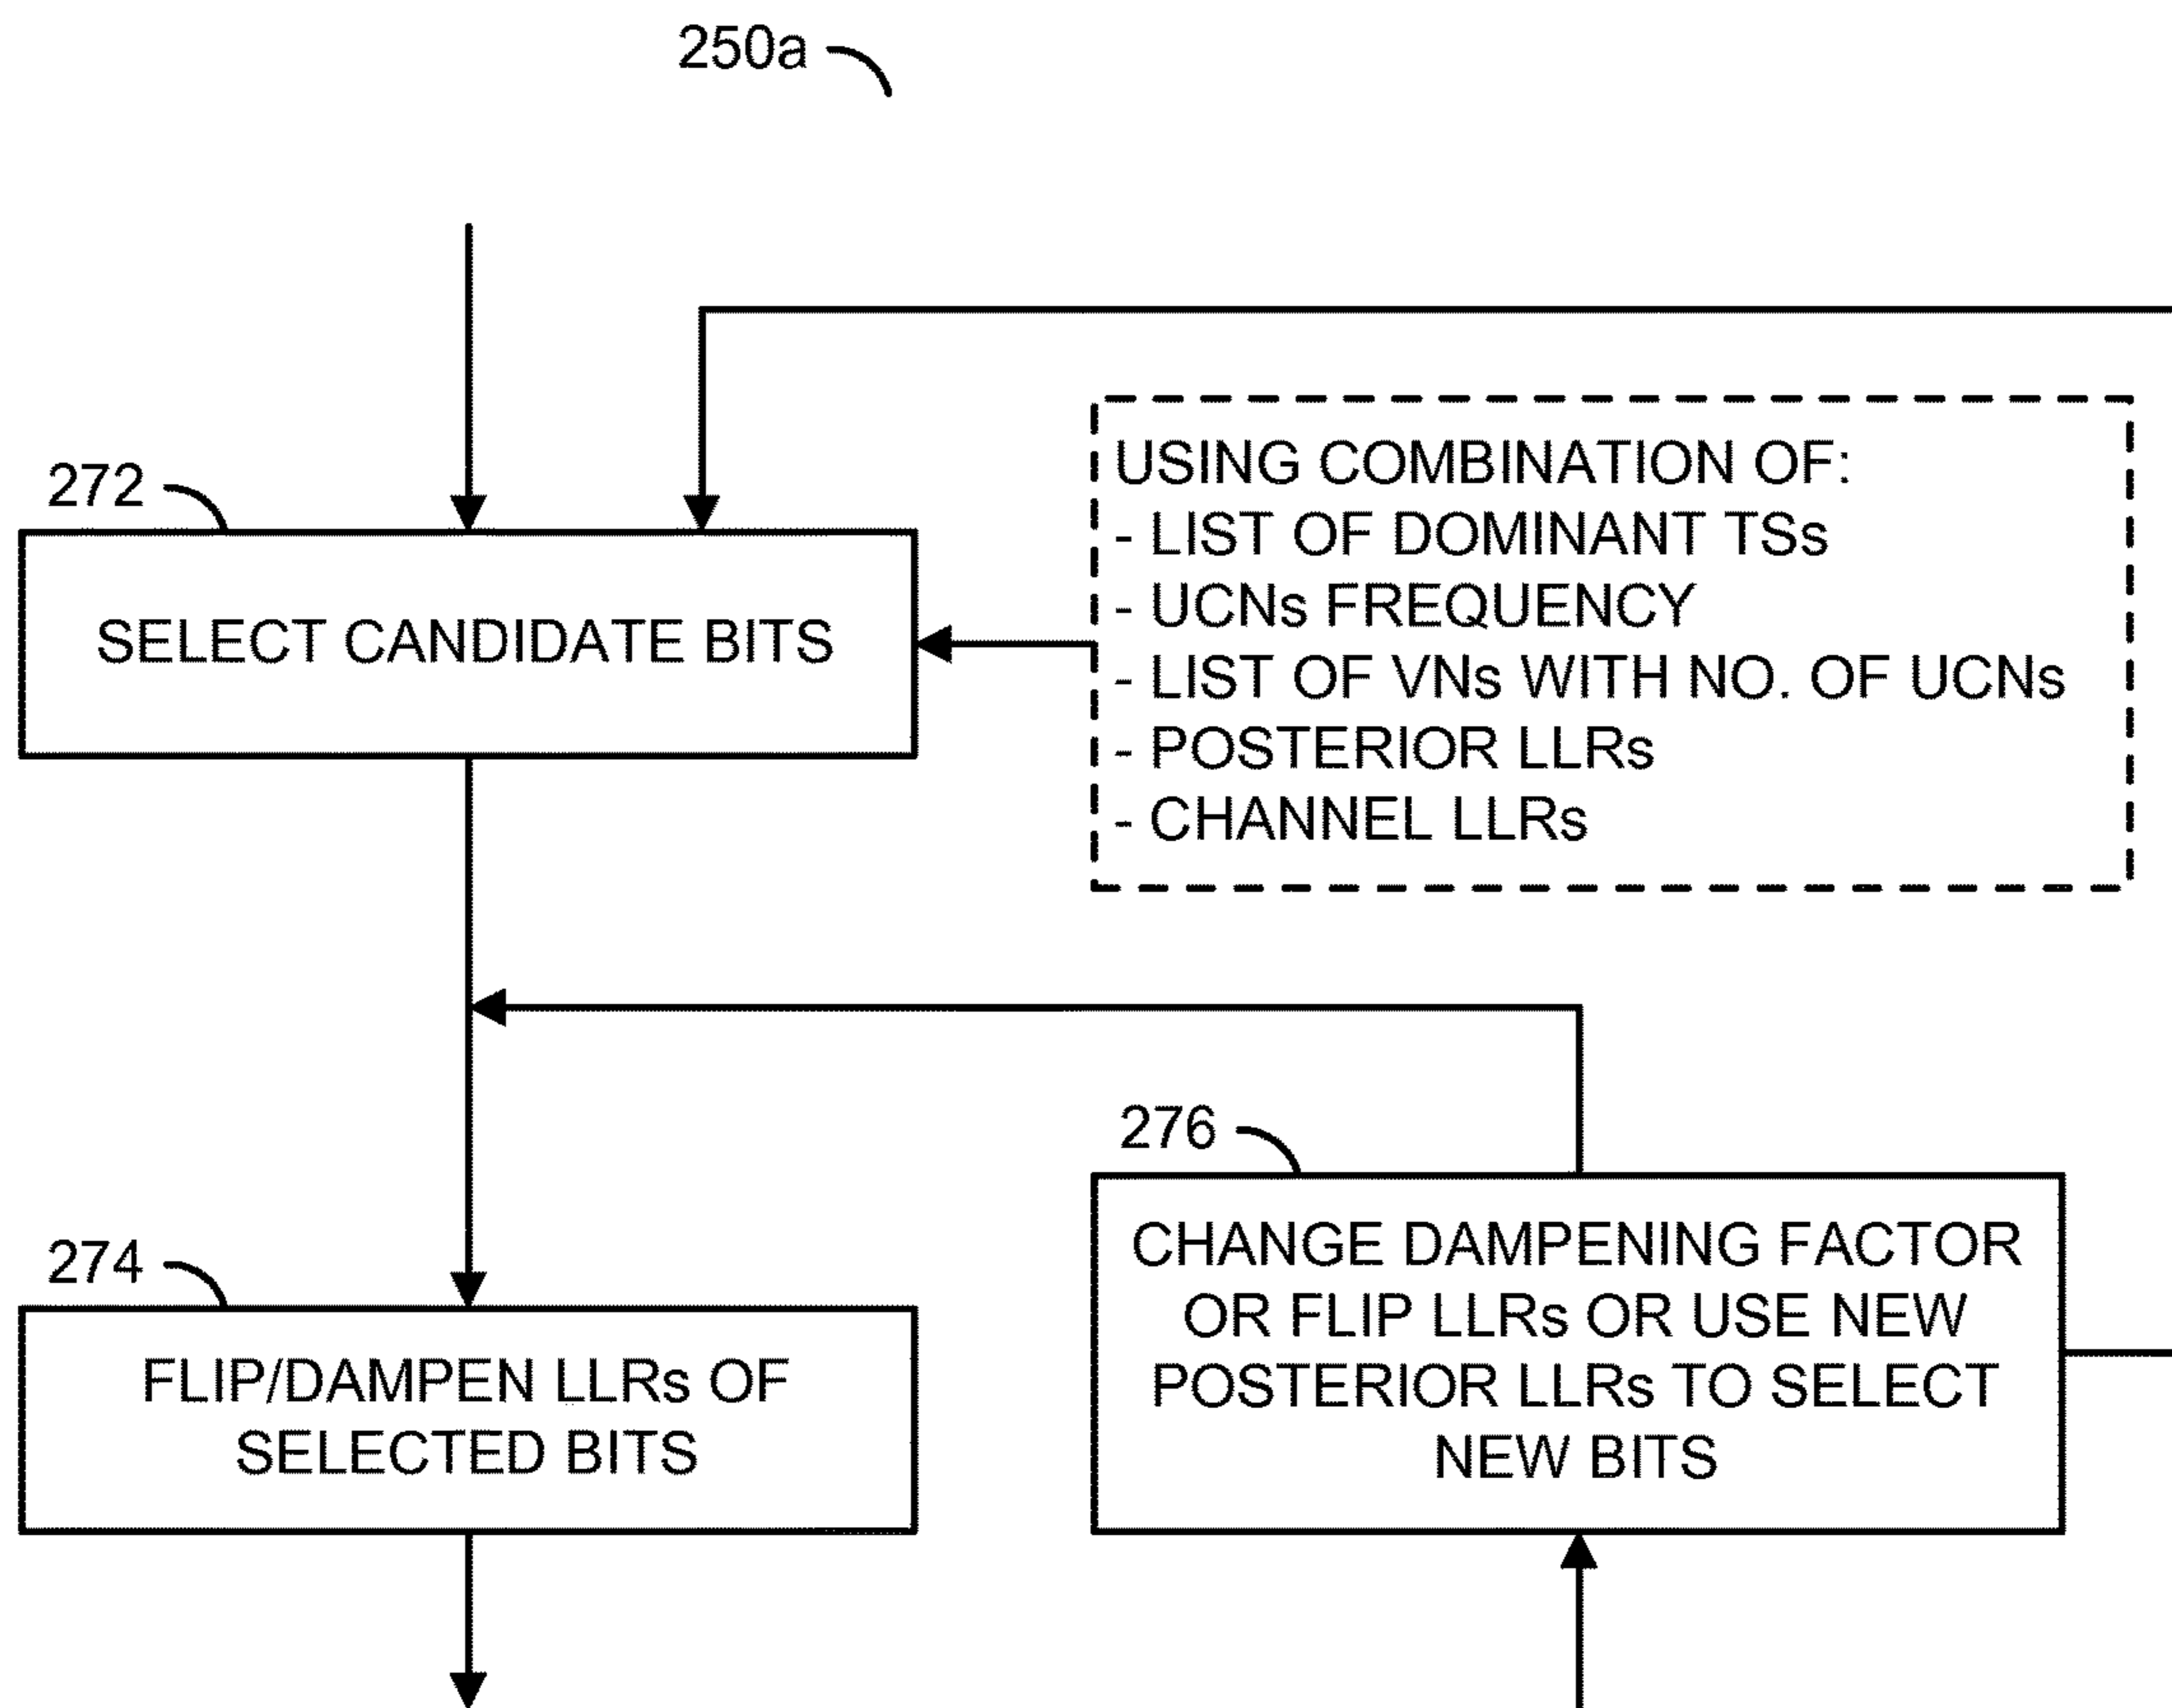 250a
272
SELECT CANDIDATE BITS
USING COMBINATION OF:
- LIST OF DOMINANT TSs
- UCNs FREQUENCY
- LIST OF VNs WITH NO. OF UCNs
- POSTERIOR LLRs
- CHANNEL LLRs
276
CHANGE DAMPENING FACTOR
OR FLIP LLRs OR USE NEW
POSTERIOR LLRs TO SELECT
NEW BITS
274
FLIP/DAMPEN LLRs OF
SELECTED BITS